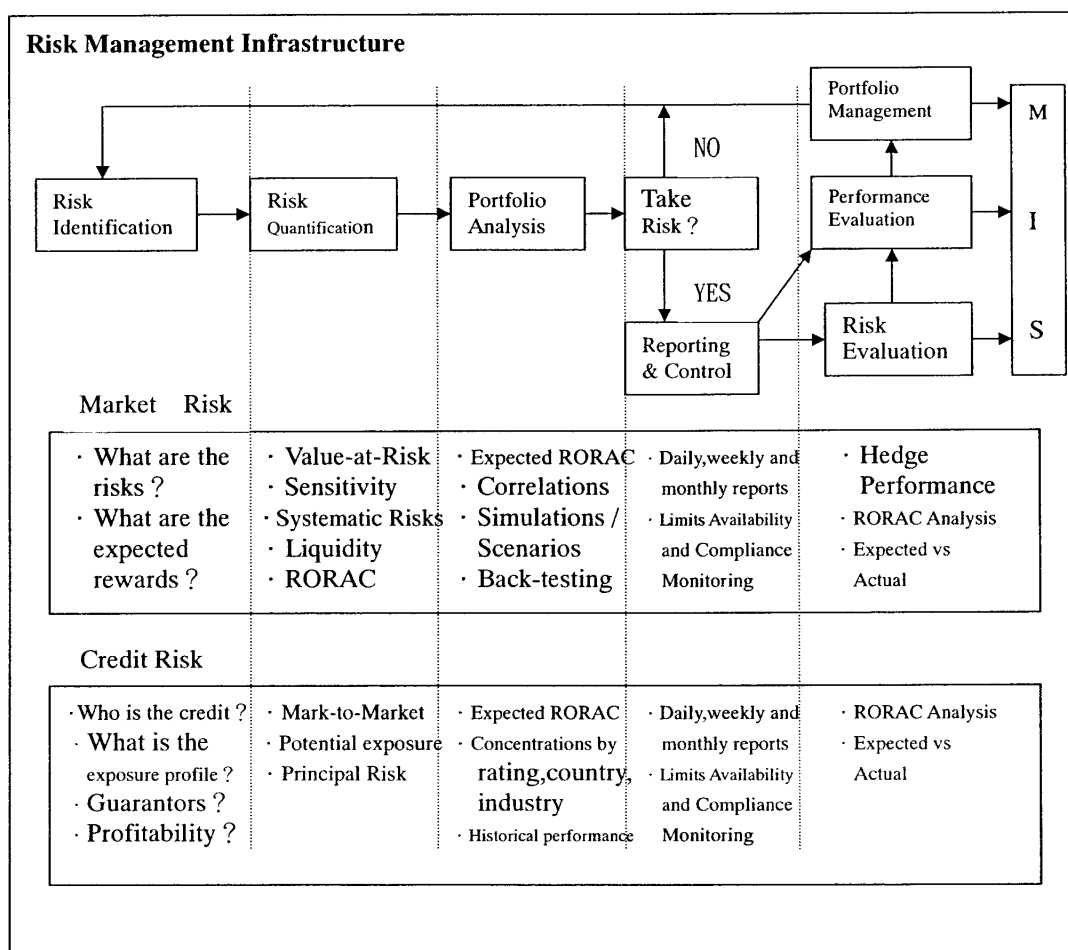 Risk Management Infrastructure
Portfolio
Management
M
NO
Risk
Identification
Risk
Quantification
Portfolio
Analysis
Take
Risk？
Performance
Evaluation
I
YES
Reporting
& Control
Risk
Evaluation
S
Market Risk
· What are the
risks？
· What are the
expected
rewards？
· Value-at-Risk
· Sensitivity
· Systematic Risks
· Liquidity
· RORAC
· Expected RORAC
· Correlations
· Simulations /
Scenarios
· Back-testing
· Daily,weekly and
monthly reports
· Limits Availability
and Compliance
Monitoring
· Hedge
Performance
· RORAC Analysis
· Expected vs
Actual
Credit Risk
· Who is the credit？
· What is the
exposure profile？
· Guarantors？
· Profitability？
· Mark-to-Market
· Potential exposure
· Principal Risk
· Expected RORAC
· Concentrations by
rating,country,
industry
· Historical performance
· Daily,weekly and
monthly reports
· Limits Availability
and Compliance
Monitoring
· RORAC Analysis
· Expected vs
Actual